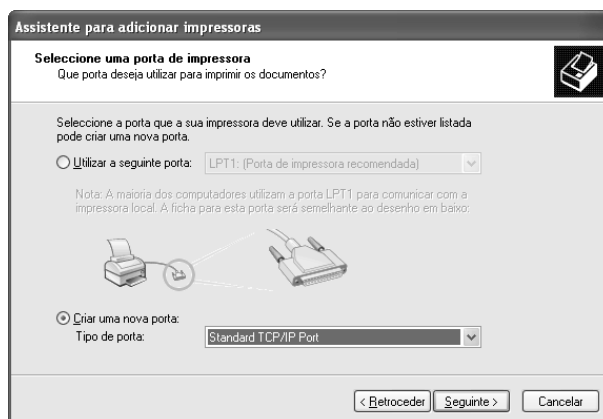 Assistente para adicionar impressoras
Seleccione uma porta de impressora
Que porta deseja utilizar para imprimir os documentos?
Seleccione a porta que a sua impressora deve utilizar. Se a porta não estiver listada
pode criar uma nova porta.
Utilizar a seguinte porta: LPT1: (Porta de impressora recomendada)
Nota: A maioria dos computadores utilizam a porta LPT1 para comunicar com a
impressora local. A ficha para esta porta será semelhante ao desenho em baixo:
Criar uma nova porta:
Tipo de porta: Standard TCP/IP Port
< Retroceder Seguinte > Cancelar